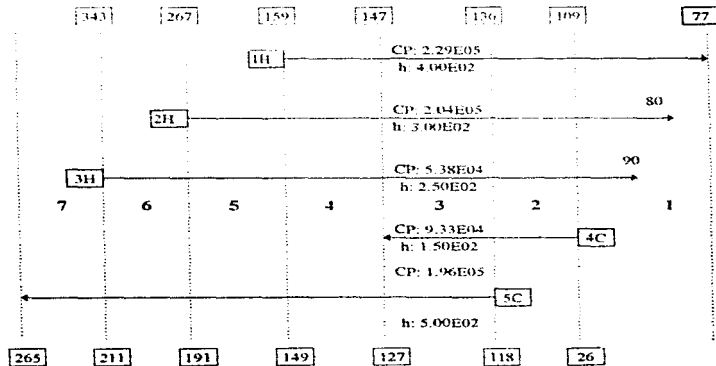 343 267 159 147 136 109 77
1H CP: 2.29E05
h: 4.00E02
2H CP: 2.04E05 80
h: 3.00E02
3H CP: 5.38E04 90
h: 2.50E02
7 6 5 4 3 2 1
CP: 9.33E04
h: 1.50E02 4C
CP: 1.96E05
5C
h: 5.00E02
265 211 191 149 127 118 26